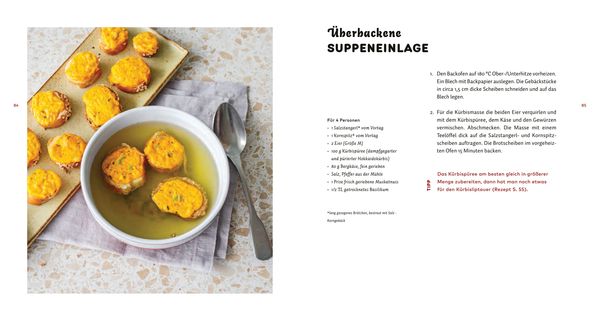 84
Überbackene
SUPPENEINLAGE
Für 4 Personen
– 1 Salzstangerl* vom Vortag
– 1 Kornspitz* vom Vortag
– 2 Eier (Größe M)
– 100 g Kürbispüree (dampfgegarter
und pürierter Hokkaidokürbis)
– 80 g Bergkäse, fein gerieben
– Salz, Pfeffer aus der Mühle
– 1 Prise frisch geriebene Muskatnuss
– 1/2 TL getrocknetes Basilikum
*lang gezogenes Brötchen, bestreut mit Salz
Korngebäck
1. Den Backofen auf 180 °C Ober-/Unterhitze vorheizen.
Ein Blech mit Backpapier auslegen. Die Gebäckstücke
in circa 1,5 cm dicke Scheiben schneiden und auf das
Blech legen.
2. Für die Kürbismasse die beiden Eier verquirlen und
mit dem Kürbispüree, dem Käse und den Gewürzen
vermischen. Abschmecken. Die Masse mit einem
Teelöffel dick auf die Salzstangerl- und Kornspitz-
scheiben auftragen. Die Brotscheiben im vorgeheiz-
ten Ofen 15 Minuten backen.
TIPP
Das Kürbispüree am besten gleich in größerer
Menge zubereiten, dann hat man noch etwas
für den Kürbisliptauer (Rezept S. 55).
85